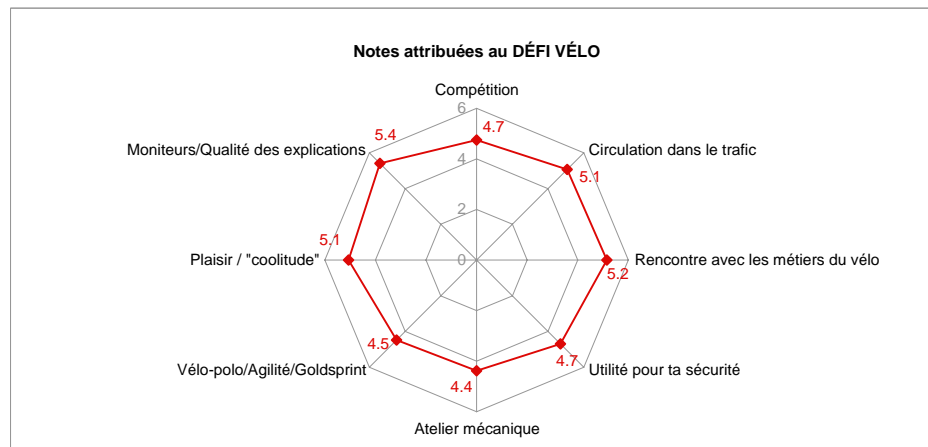 Notes attribuées au DÉFI VÉLO
Compétition
6
4.7
5.4
Moniteurs/Qualité des explications
Circulation dans le trafic
4
5.1
2
5.1
Plaisir / "coolitude"
0
Rencontre avec les métiers du vélo
5.2
4.5
4.7
Vélo-polo/Agilité/Goldsprint
4.4
Utilité pour ta sécurité
Atelier mécanique